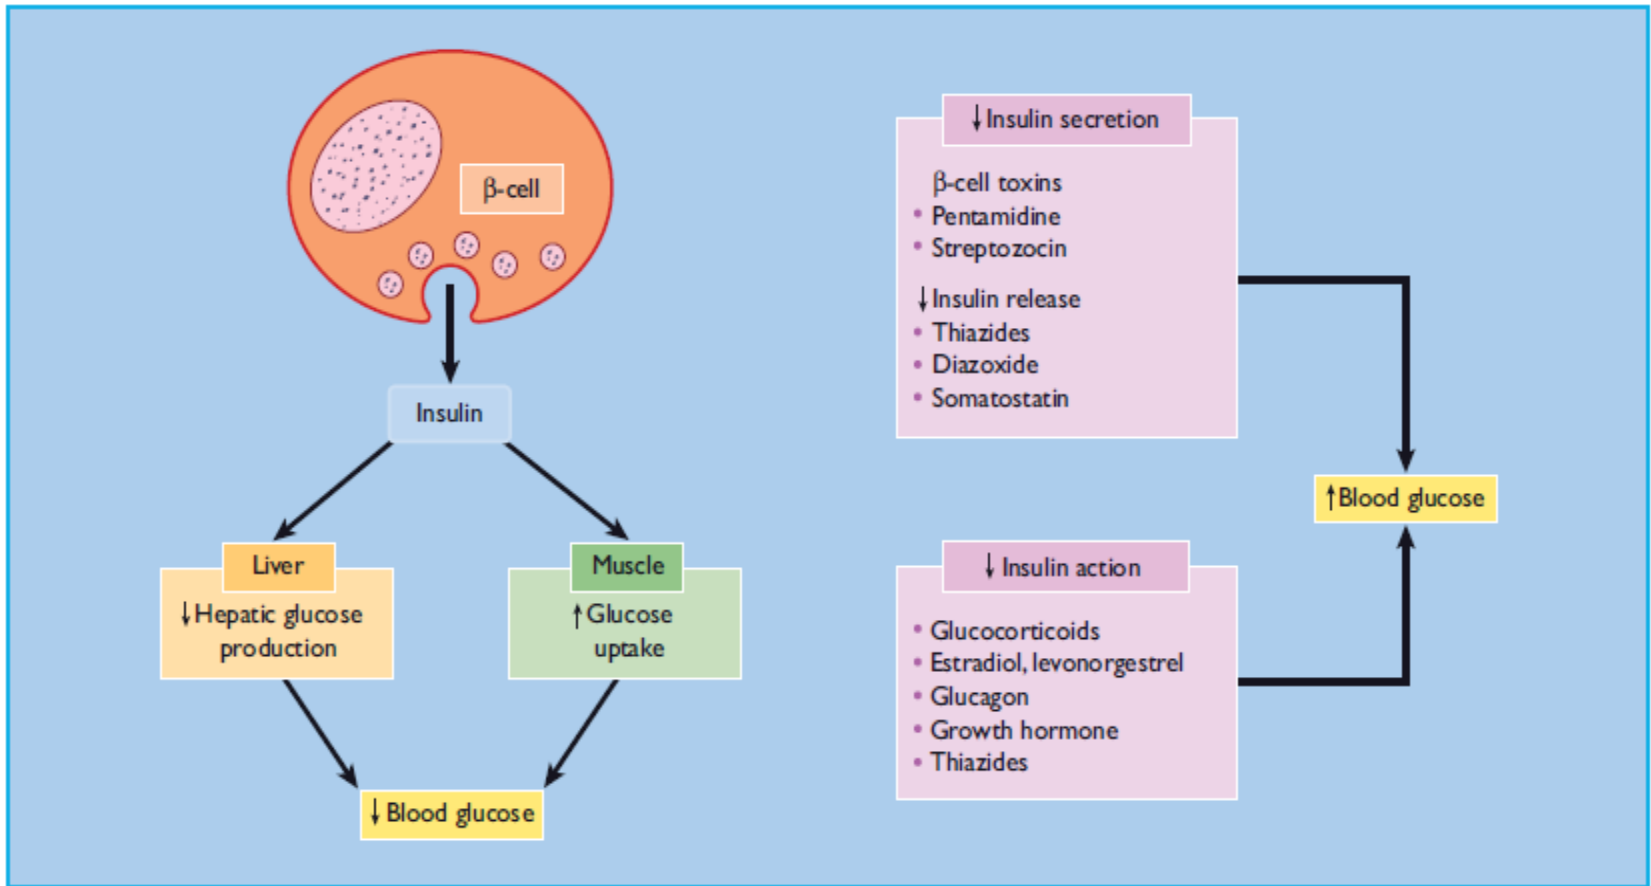 β-cell
Insulin
Liver
↓Hepatic glucose
production
Muscle
↑Glucose
uptake
↓Blood glucose
↓Insulin secretion
β-cell toxins
• Pentamidine
• Streptozocin
↓Insulin release
• Thiazides
• Diazoxide
• Somatostatin
↓ Insulin action
• Glucocorticoids
• Estradiol, levonorgestrel
• Glucagon
• Growth hormone
• Thiazides
↑Blood glucose